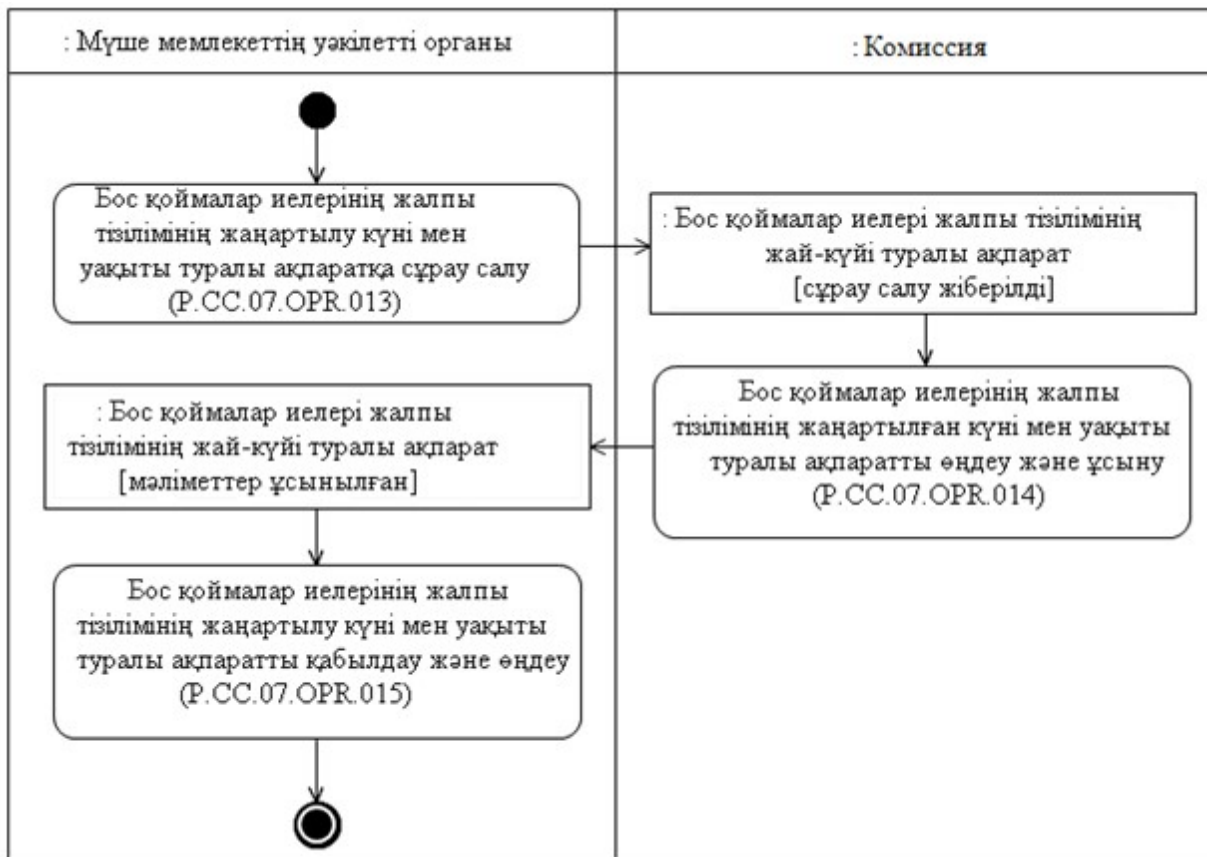 : Мүше мемлекеттің уәкілетті органы
: Комиссия
Бос қоймалар иелерінің жалпы
тізілімінің жаңартылу күні мен
уақыты туралы ақпаратқа сұрау салу
(P.CC.07.OPR.013)
: Бос қоймалар иелері жалпы тізілімінің
жай-күйі туралы ақпарат
[сұрау салу жіберілді]
Бос қоймалар иелерінің жалпы
тізілімінің жаңартылған күні мен уақыты
туралы ақпаратты өңдеу және ұсыну
(P.CC.07.OPR.014)
: Бос қоймалар иелері жалпы
тізілімінің жай-күйі туралы ақпарат
[мәліметтер ұсынылған]
Бос қоймалар иелерінің жалпы
тізілімінің жаңартылу күні мен уақыты
туралы ақпаратты қабылдау және өңдеу
(P.CC.07.OPR.015)